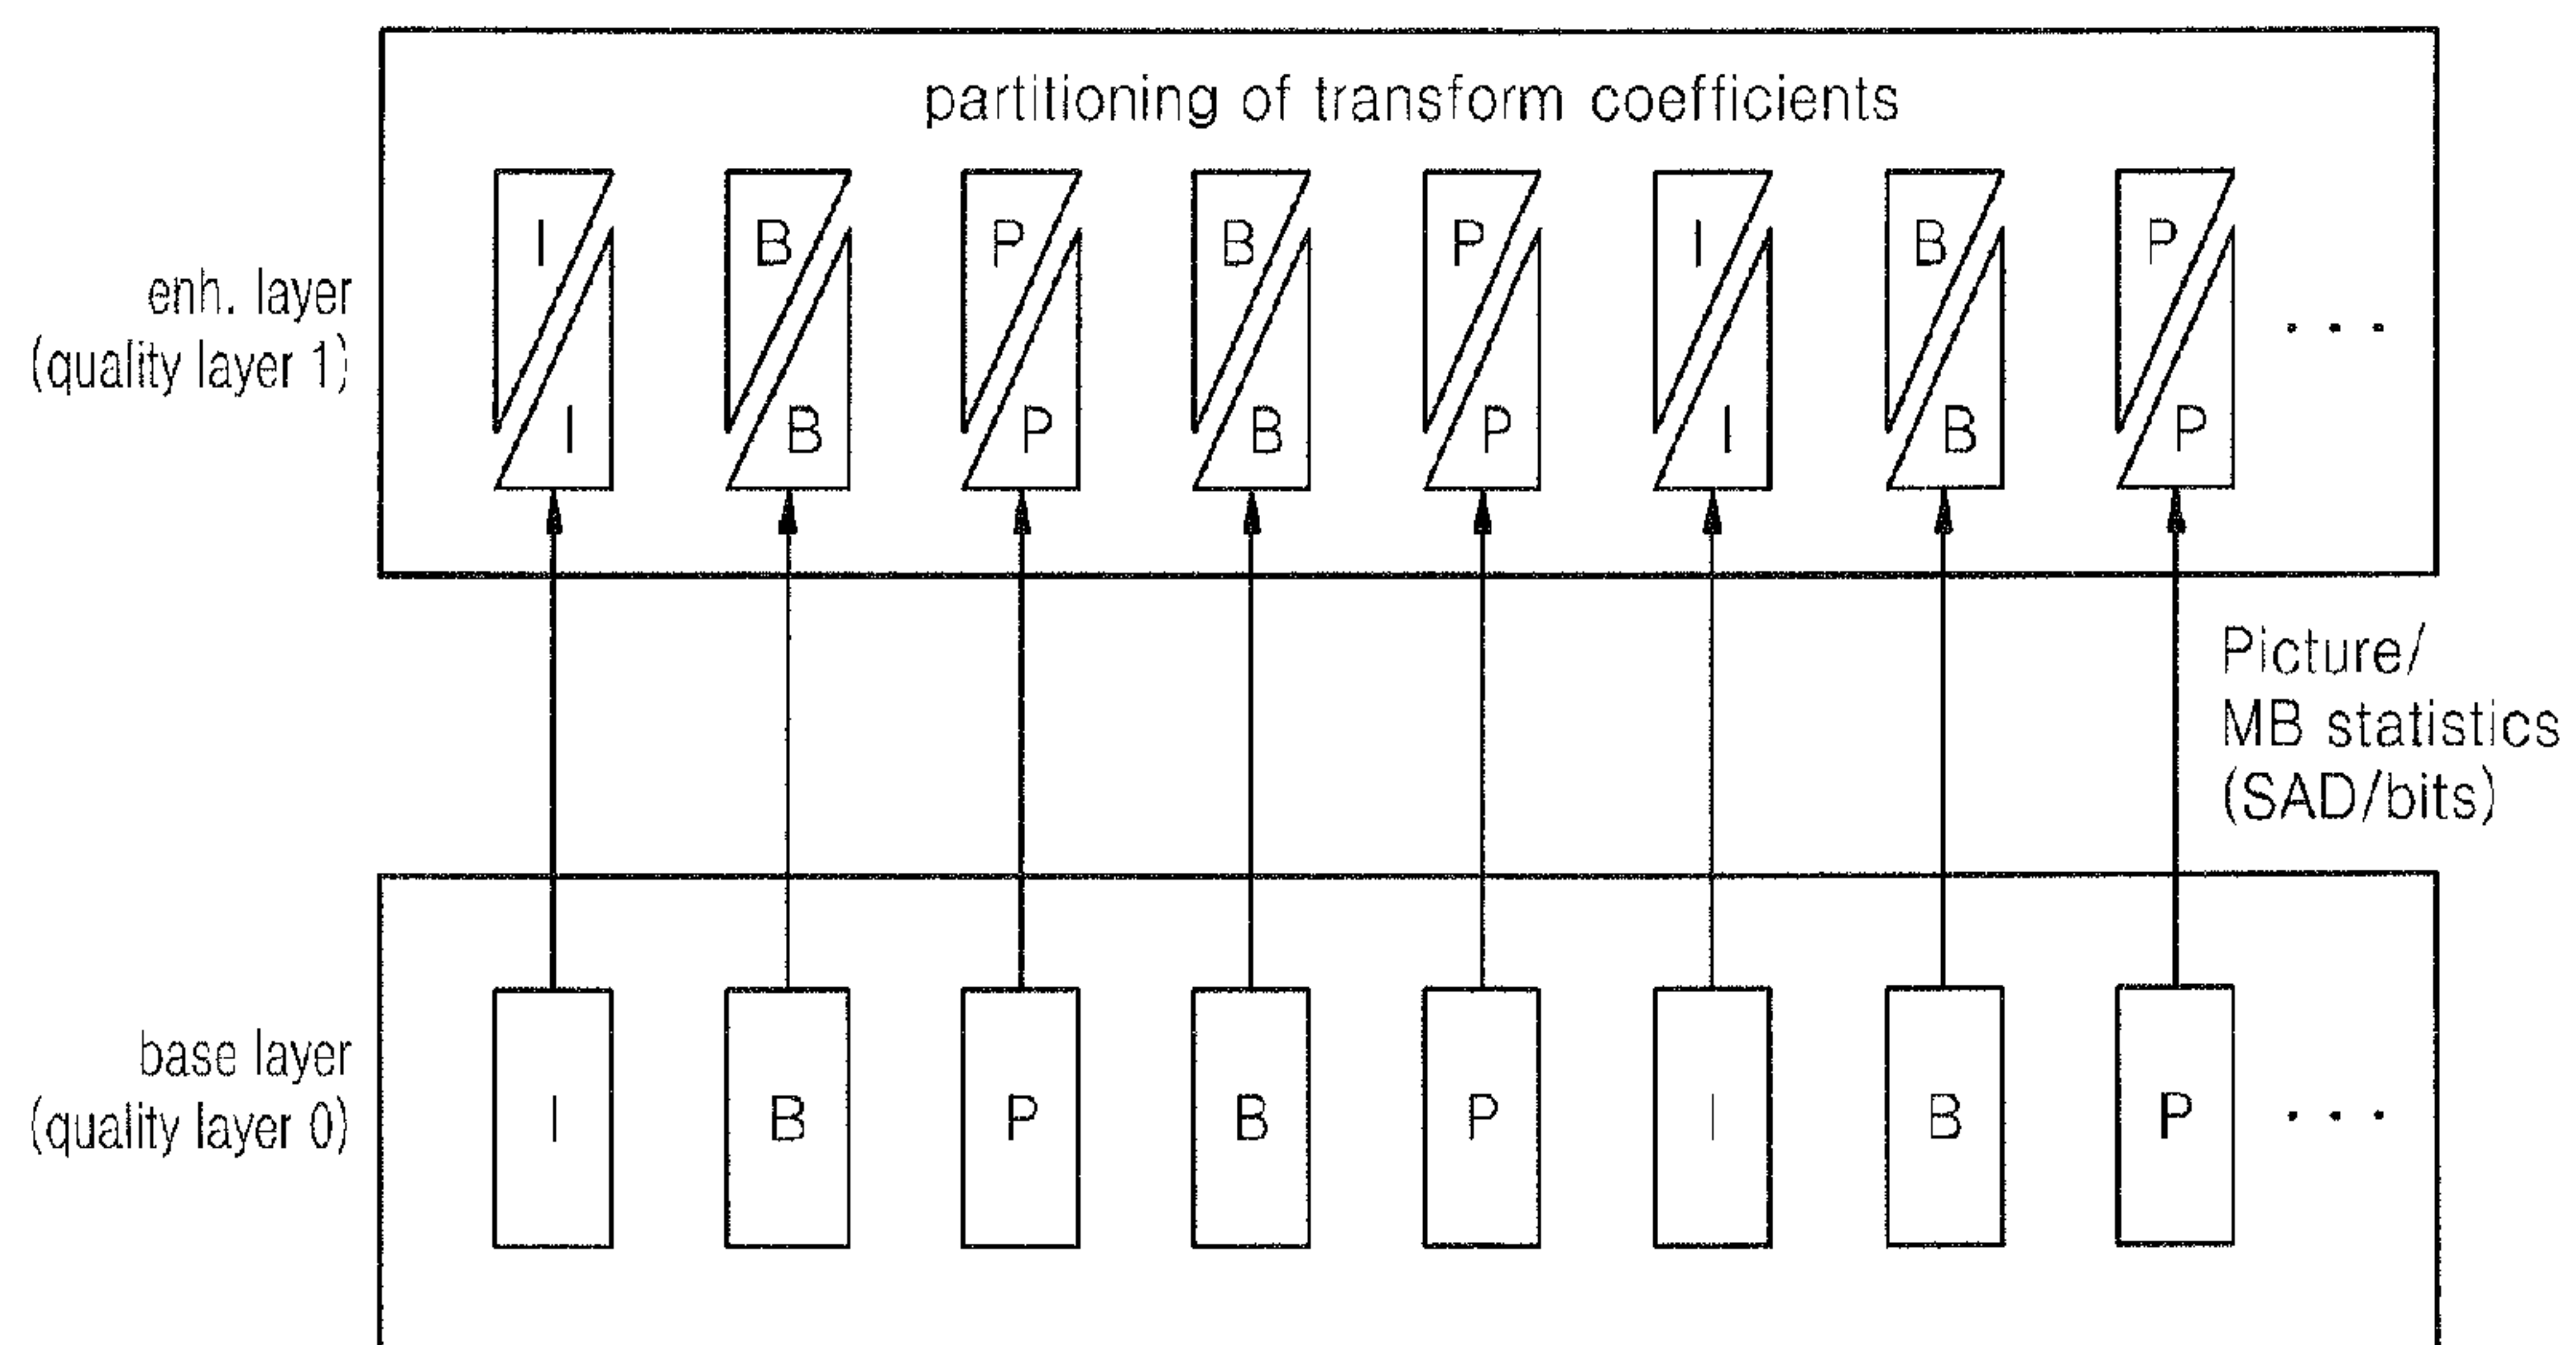 partitioning of transform coefficients
I B P B P I B P
enh. layer
(quality layer 1)
. . .
I B P B P I B P
Picture/
MB statistics
(SAD/bits)
base layer
(quality layer 0)
I B P B P I B P . . .